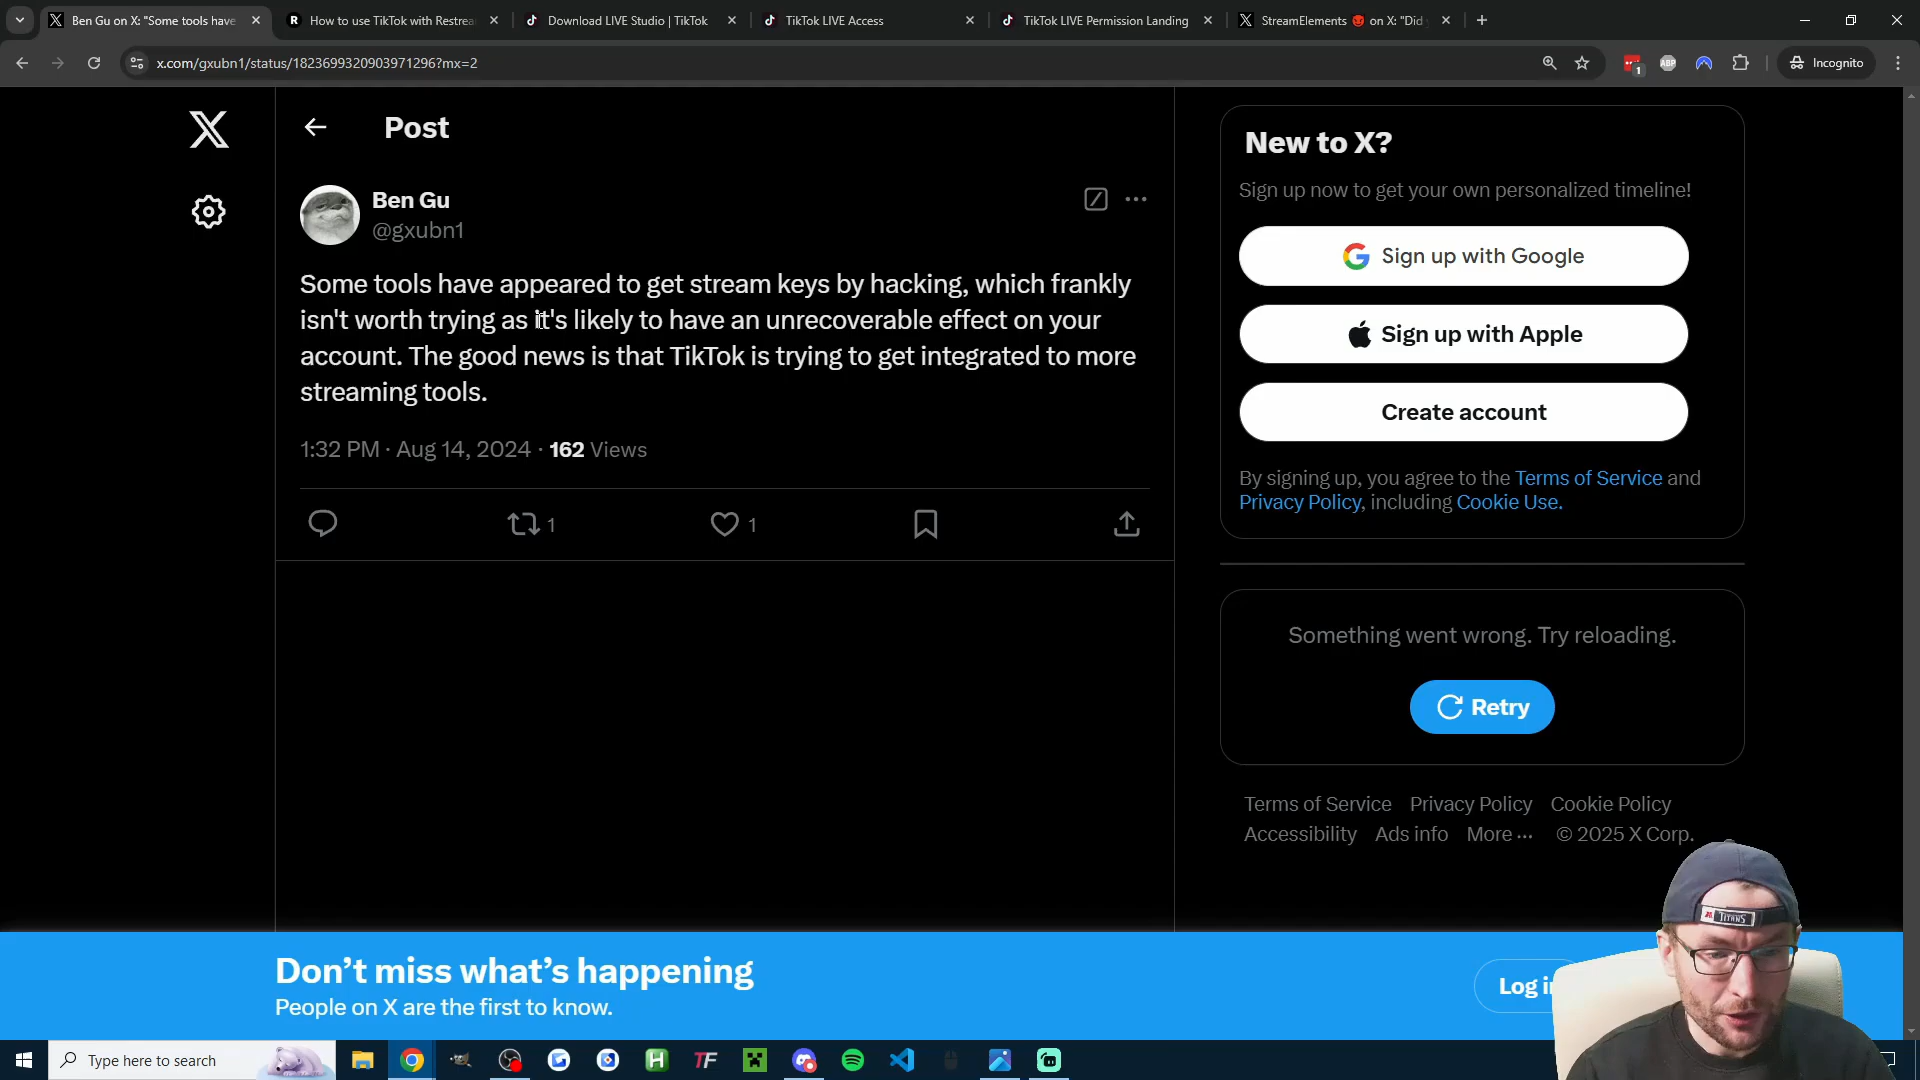 Ben Gu on X: "Some tools have
How to use TikTok with Restrea
Download LIVE Studio | TikTok
TikTok LIVE Access
TikTok LIVE Permission Landing
StreamElements 😈 on X: "Did
x.com/gxubn1/status/1823699320903971296?mx=2
1
ABP
Incognito
Post
Ben Gu
@gxubn1
Some tools have appeared to get stream keys by hacking, which frankly
isn't worth trying as it's likely to have an unrecoverable effect on your
account. The good news is that TikTok is trying to get integrated to more
streaming tools.
1:32 PM · Aug 14, 2024 · 162 Views
1
1
New to X?
Sign up now to get your own personalized timeline!
Sign up with Google
Sign up with Apple
Create account
By signing up, you agree to the Terms of Service and
Privacy Policy, including Cookie Use.
Something went wrong. Try reloading.
Retry
Terms of Service Privacy Policy Cookie Policy
Accessibility Ads info More ··· © 2025 X Corp.
Don’t miss what’s happening
People on X are the first to know.
Log in
TITANS
Type here to search
H
TF